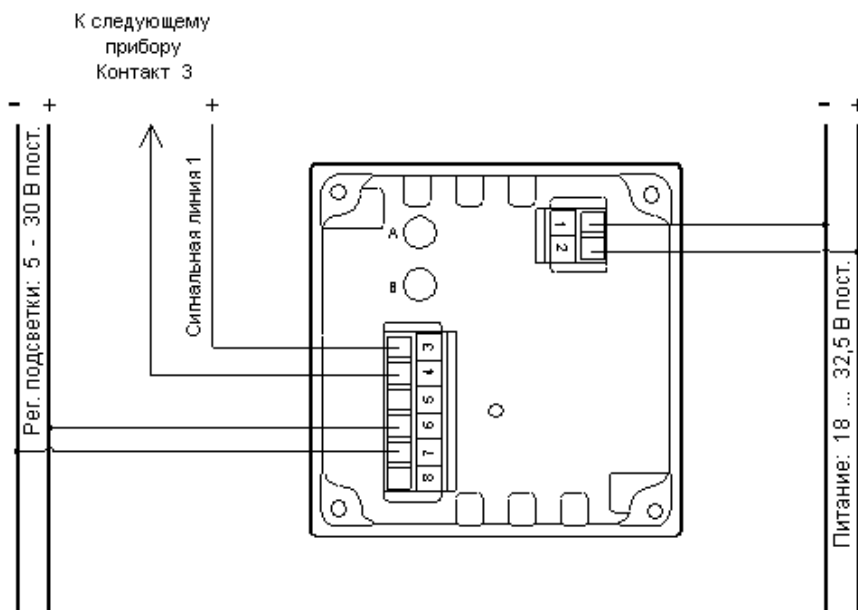 К следующему
прибору
Контакт 3
- +
+
- +
Рег. подсветки: 5 - 30 В пост.
Сигнальная линия 1
A
B
1
2
3
4
5
6
7
8
Питание: 18 ... 32,5 В пост.